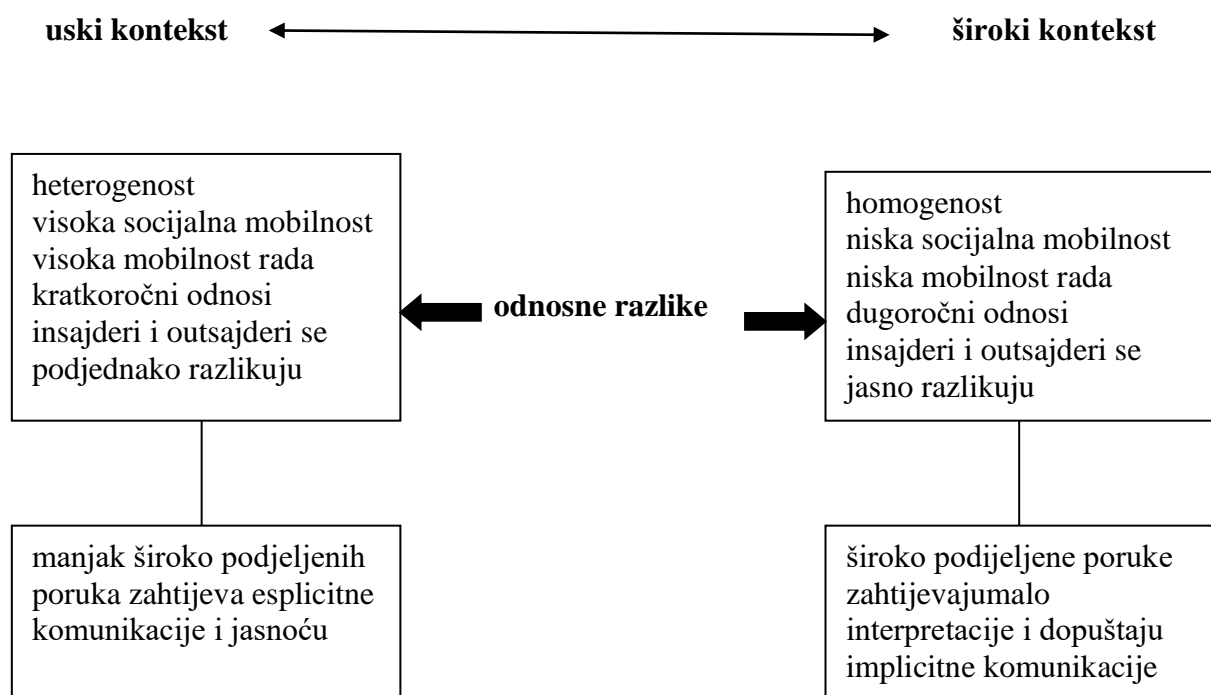 uski kontekst
široki kontekst
heterogenost
visoka socijalna mobilnost
visoka mobilnost rada
kratkoročni odnosi
insajderi i outsajderi se
podjednako razlikuju
odnosne razlike
homogenost
niska socijalna mobilnost
niska mobilnost rada
dugoročni odnosi
insajderi i outsajderi se
jasno razlikuju
manjak široko podjeljenih
poruka zahtijeva esplicitne
komunikacije i jasnoću
široko podijeljene poruke
zahtijevajumalo
interpretacije i dopuštaju
implicitne komunikacije